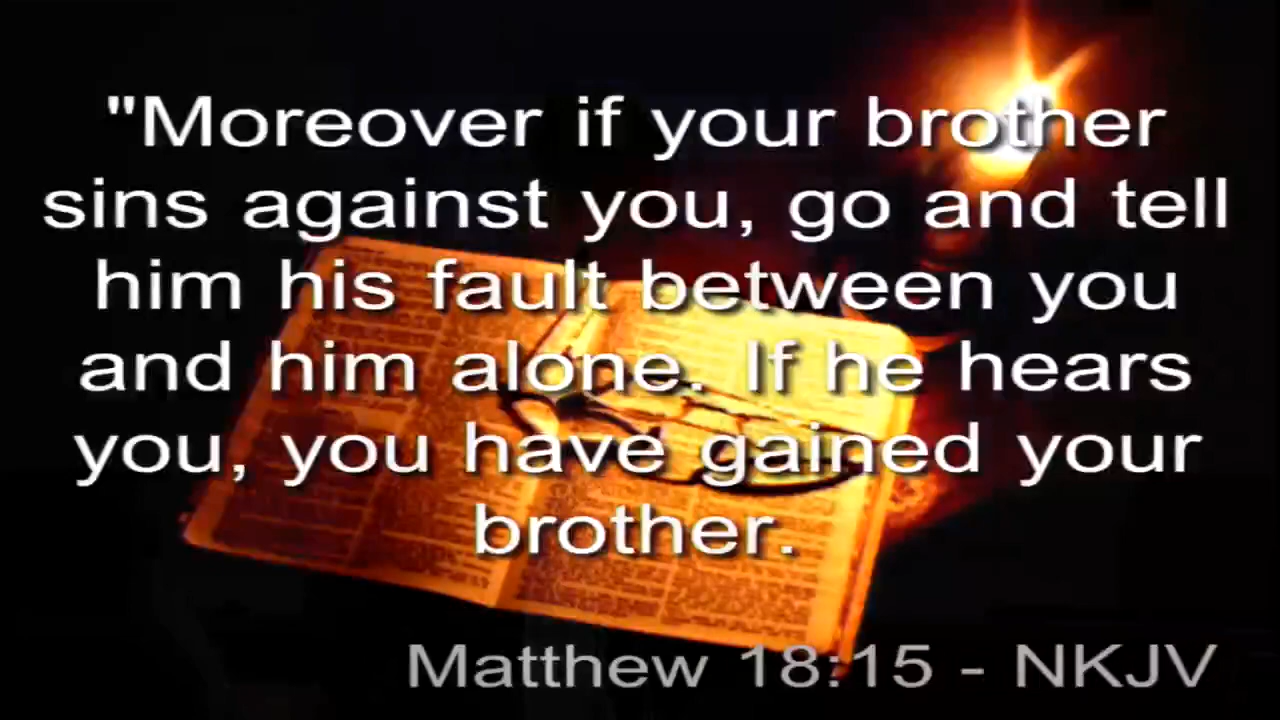 "Moreover if your brother
sins against you, go and tell
him his fault between you
and him alone. If he hears
you, you have gained your
brother.
Matthew 18:15 - NKJV